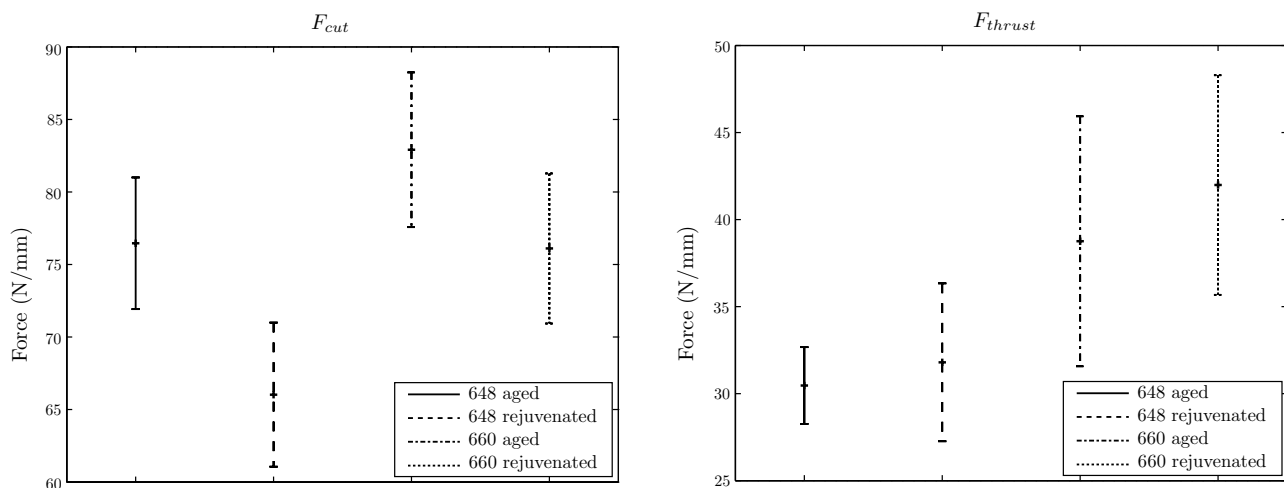 F_cut
90
85
80
75
70
65
60
Force (N/mm)
648 aged
648 rejuvenated
660 aged
660 rejuvenated
F_thrust
50
45
40
35
30
25
Force (N/mm)
648 aged
648 rejuvenated
660 aged
660 rejuvenated